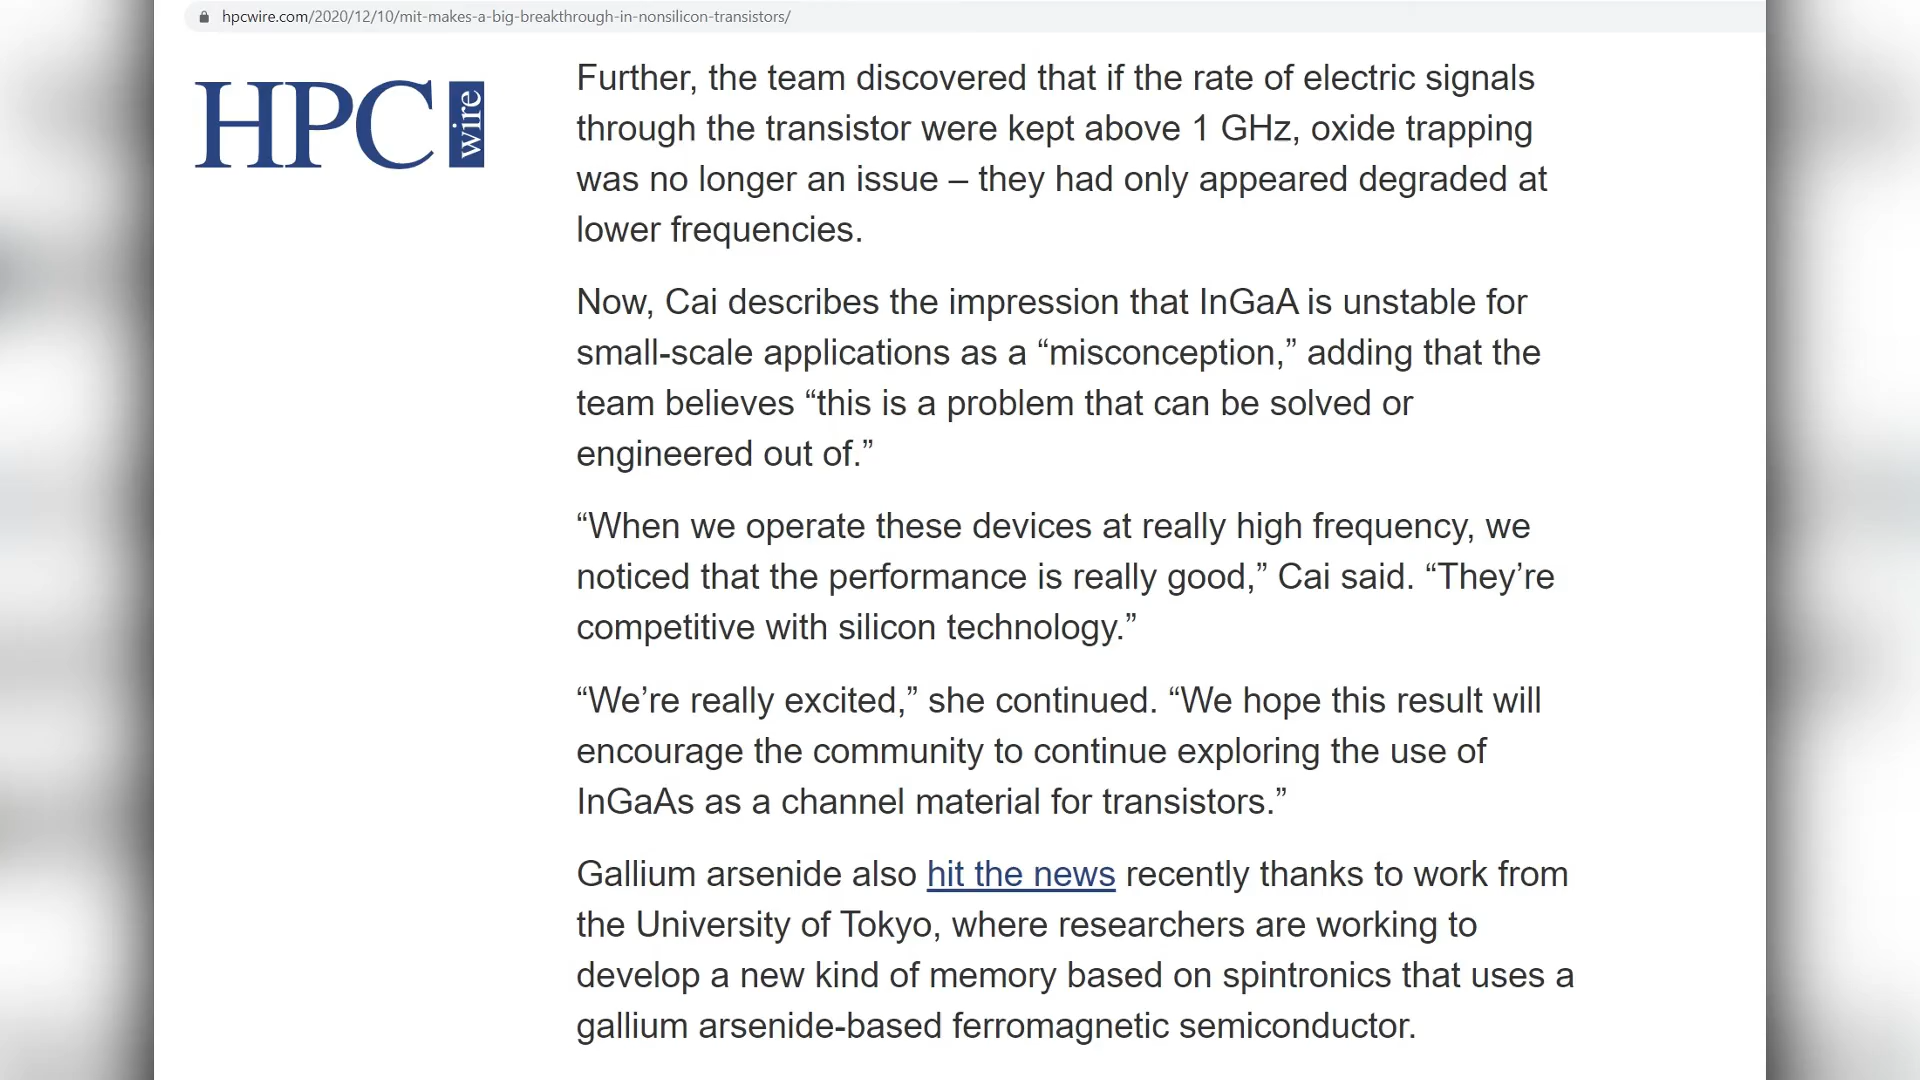 hpcwire.com/2020/12/10/mit-makes-a-big-breakthrough-in-nonsilicon-transistors/
HPC wire
Further, the team discovered that if the rate of electric signals
through the transistor were kept above 1 GHz, oxide trapping
was no longer an issue – they had only appeared degraded at
lower frequencies.
Now, Cai describes the impression that InGaA is unstable for
small-scale applications as a “misconception,” adding that the
team believes “this is a problem that can be solved or
engineered out of.”
“When we operate these devices at really high frequency, we
noticed that the performance is really good,” Cai said. “They’re
competitive with silicon technology.”
“We’re really excited,” she continued. “We hope this result will
encourage the community to continue exploring the use of
InGaAs as a channel material for transistors.”
Gallium arsenide also hit the news recently thanks to work from
the University of Tokyo, where researchers are working to
develop a new kind of memory based on spintronics that uses a
gallium arsenide-based ferromagnetic semiconductor.